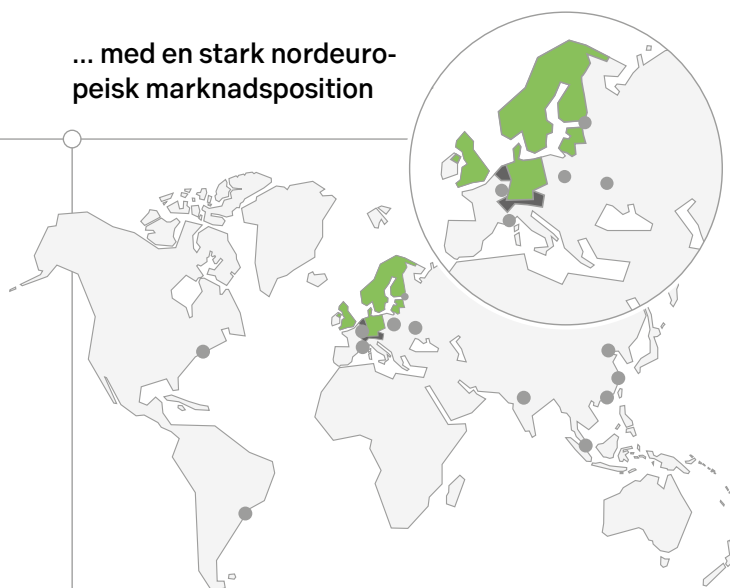 ... med en stark nordeuro-
peisk marknadsposition